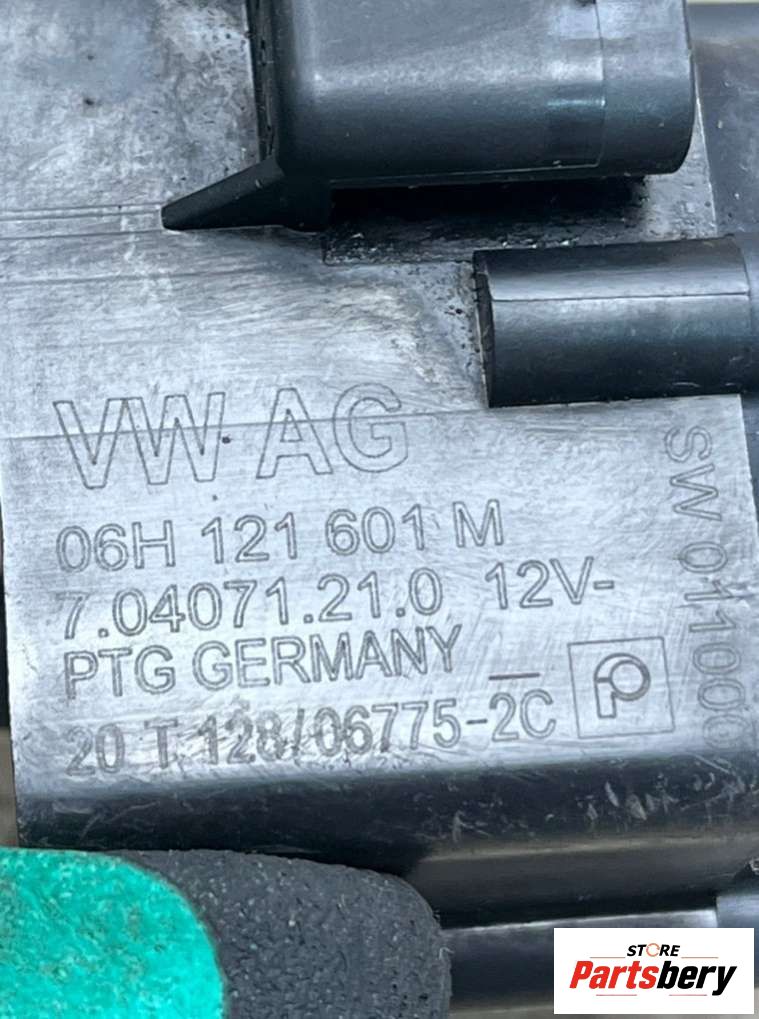 VW AG
06H 121 601 M
7.04071.21.0 12V-
PTG GERMANY
20 T 128/06775-2C
SW 011000
STORE
Partsbery